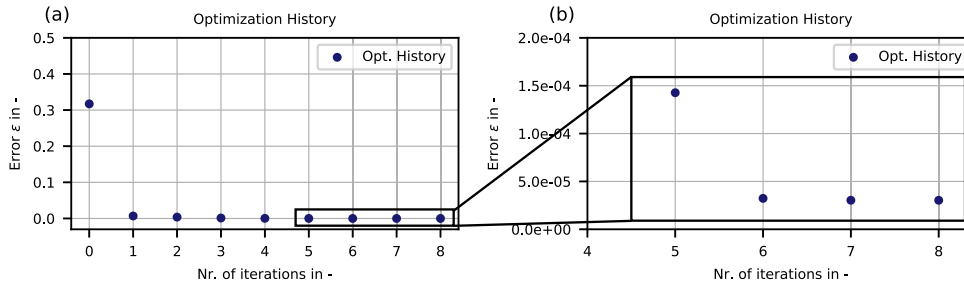 (a)
Optimization History
Opt. History
Error ε in -
0.5
0.4
0.3
0.2
0.1
0.0
0 1 2 3 4 5 6 7 8
Nr. of iterations in -
(b)
Optimization History
Opt. History
Error ε in -
2.0e-04
1.5e-04
1.0e-04
5.0e-05
0.0e+00
4 5 6 7 8
Nr. of iterations in -